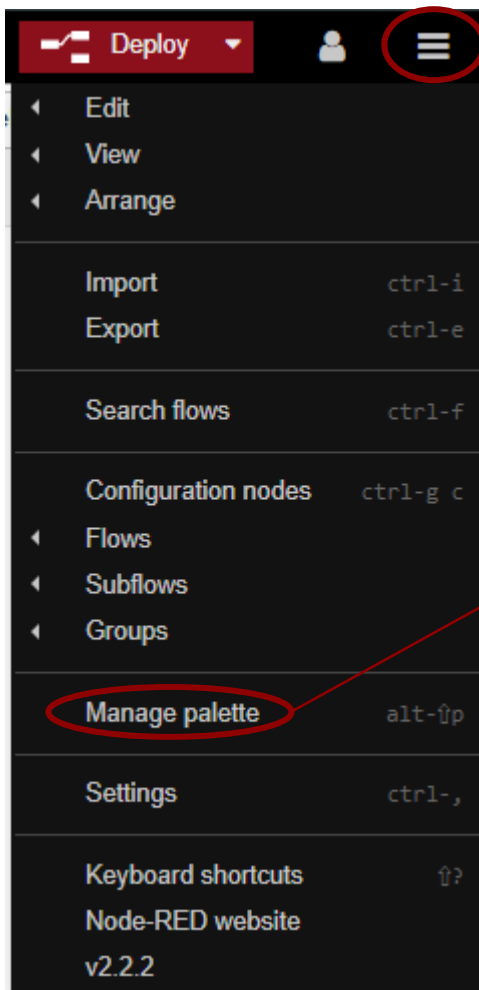 Deploy
Edit
View
Arrange
Import ctrl-i
Export ctrl-e
Search flows ctrl-f
Configuration nodes ctrl-g c
Flows
Subflows
Groups
Manage palette alt-⇧p
Settings ctrl-,
Keyboard shortcuts ⇧?
Node-RED website
v2.2.2